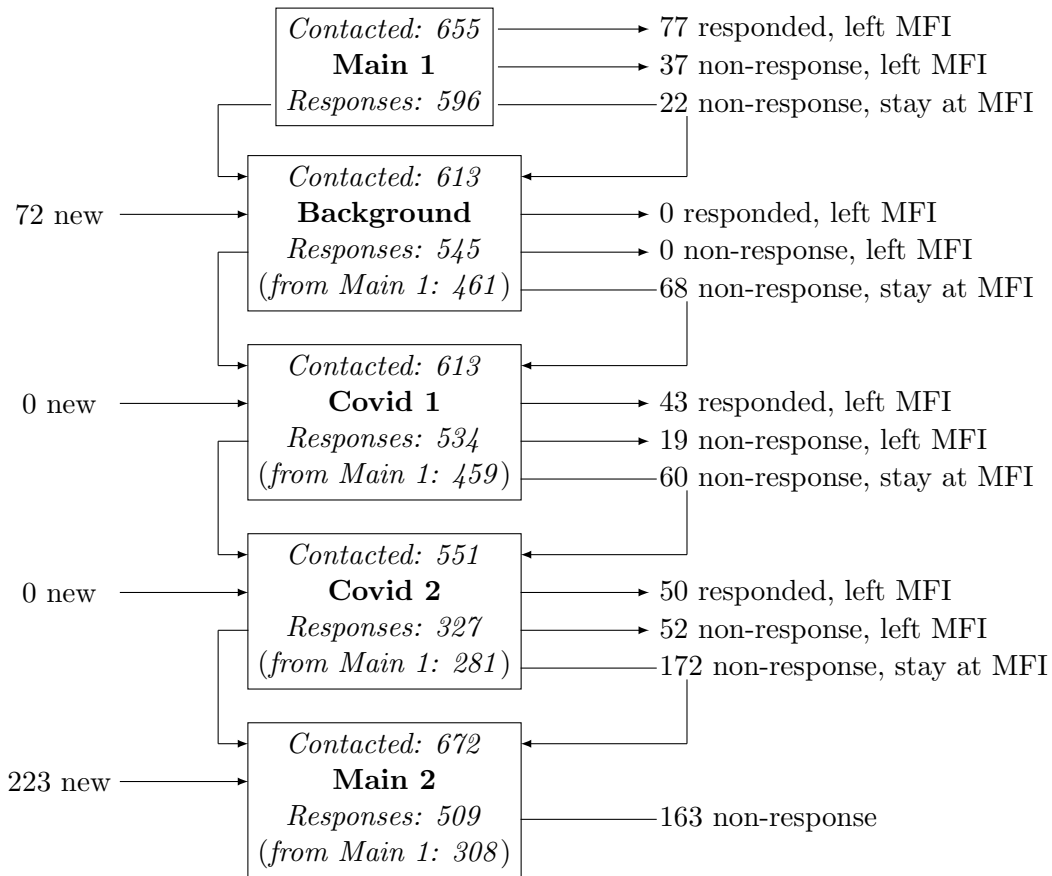 Contacted: 655
Main 1
Responses: 596
77 responded, left MFI
37 non-response, left MFI
22 non-response, stay at MFI
72 new
Contacted: 613
Background
Responses: 545
(from Main 1: 461)
0 responded, left MFI
0 non-response, left MFI
68 non-response, stay at MFI
0 new
Contacted: 613
Covid 1
Responses: 534
(from Main 1: 459)
43 responded, left MFI
19 non-response, left MFI
60 non-response, stay at MFI
0 new
Contacted: 551
Covid 2
Responses: 327
(from Main 1: 281)
50 responded, left MFI
52 non-response, left MFI
172 non-response, stay at MFI
223 new
Contacted: 672
Main 2
Responses: 509
(from Main 1: 308)
163 non-response